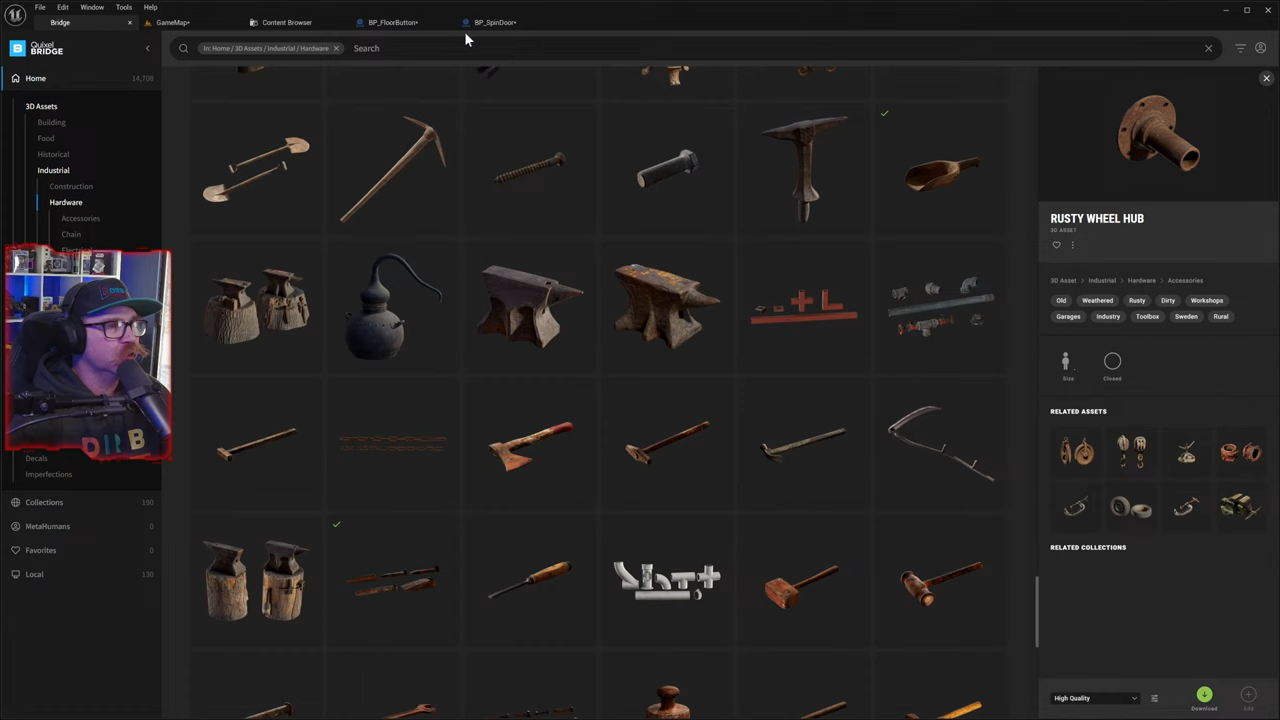 File Edit Window Tools Help
Bridge GameMap• Content Browser BP_FloorButton• BP_SpinDoor•
Quixel
BRIDGE
In: Home / 3D Assets / Industrial / Hardware Search
Home 14,708
3D Assets
Building
Food
Historical
Industrial
Construction
Hardware
Accessories
Chain
Decals
Imperfections
Collections 190
MetaHumans 0
Favorites 0
Local 130
RUSTY WHEEL HUB
3D ASSET
3D Asset > Industrial > Hardware > Accessories
Old Weathered Rusty Dirty Workshops
Garages Industry Toolbox Sweden Rural
Size Closed
RELATED ASSETS
RELATED COLLECTIONS
High Quality
Download Add